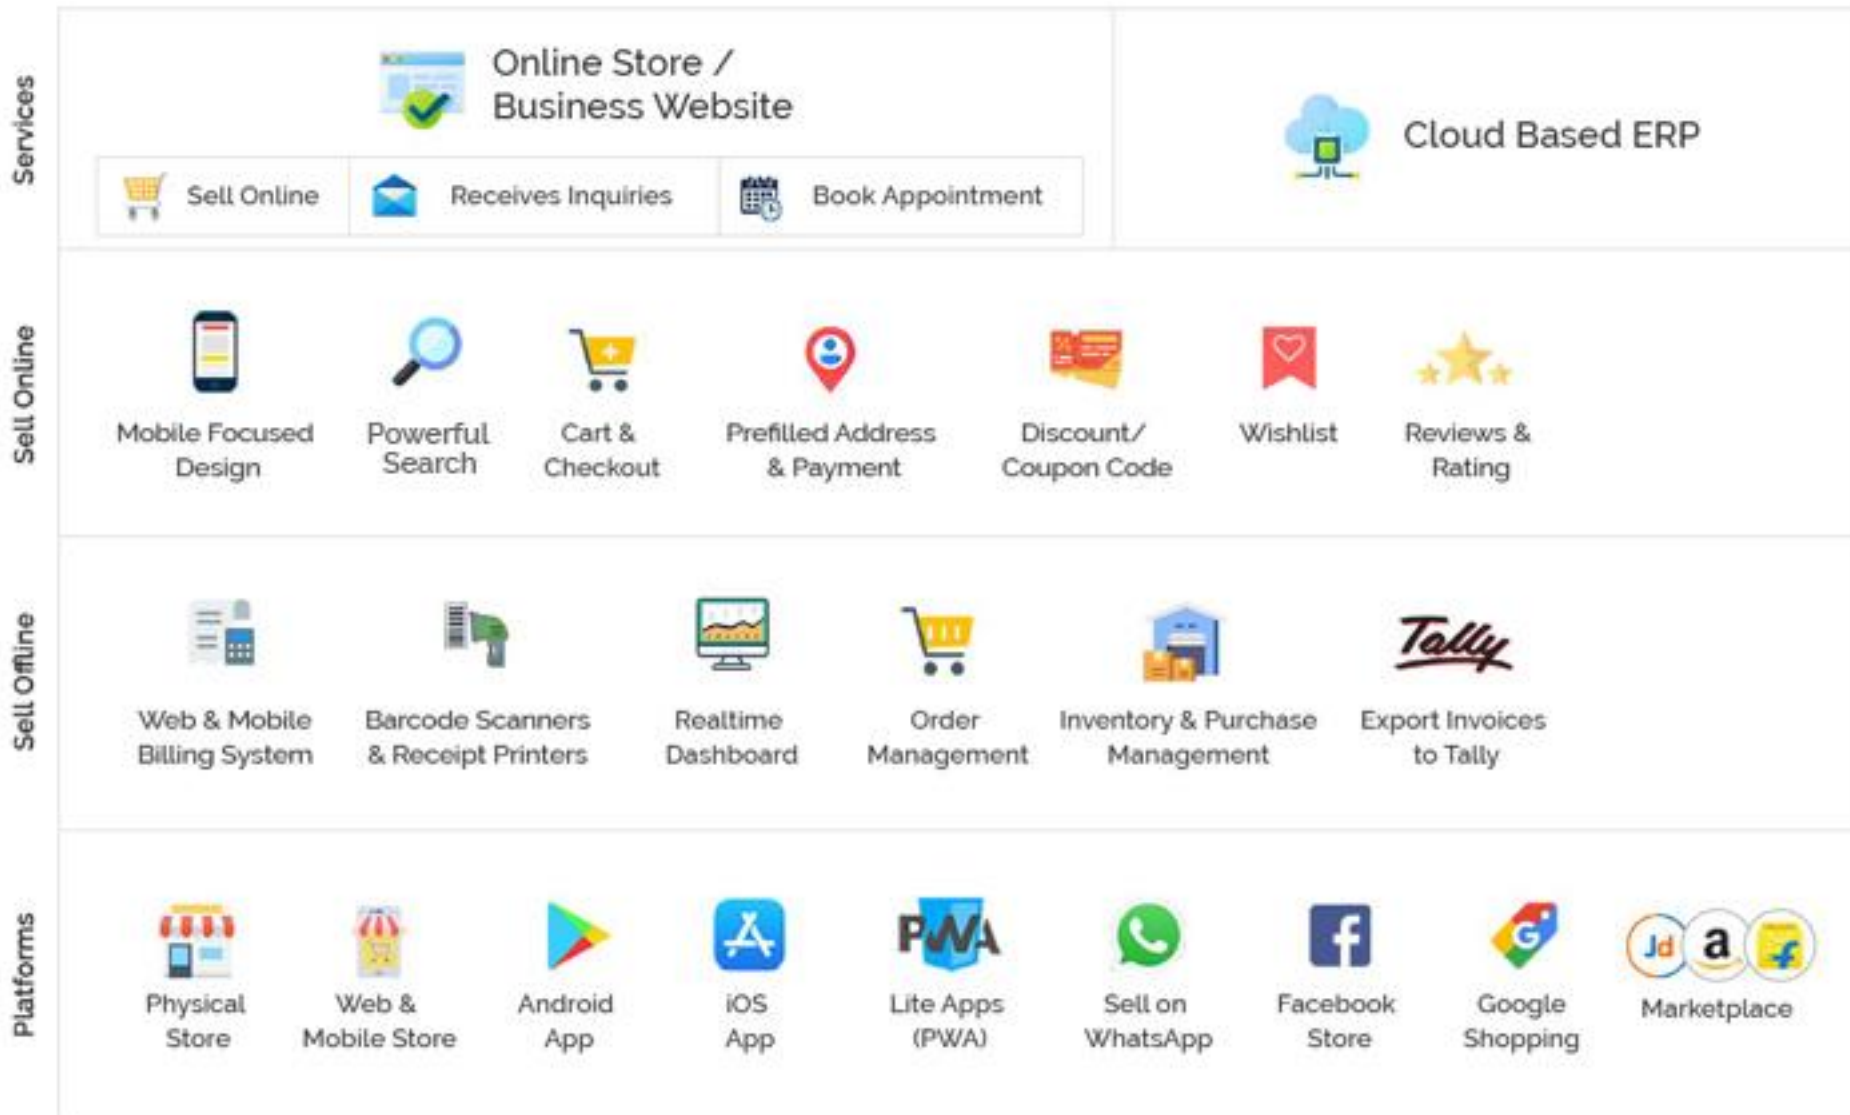 Services
Online Store /
Business Website
Sell Online
Receives Inquiries
Book Appointment
Cloud Based ERP
Sell Online
Mobile Focused
Design
Powerful
Search
Cart &
Checkout
Prefilled Address
& Payment
Discount/
Coupon Code
Wishlist
Reviews &
Rating
Sell Offline
Tally
Web & Mobile
Billing System
Barcode Scanners
& Receipt Printers
Realtime
Dashboard
Order
Management
Inventory & Purchase
Management
Export Invoices
to Tally
Platforms
PWA
G
Jd
a
f
Physical
Store
Web &
Mobile Store
Android
App
iOS
App
Lite Apps
(PWA)
Sell on
WhatsApp
Facebook
Store
Google
Shopping
Marketplace